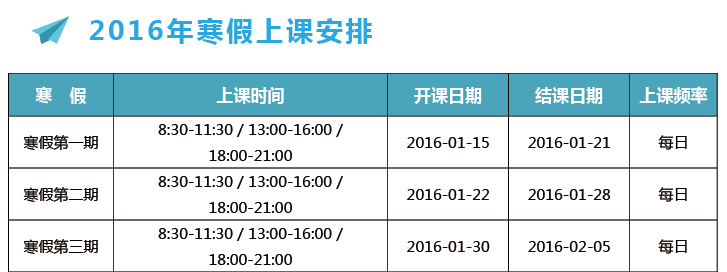 2016年寒假上课安排
寒 假 上课时间 开课日期 结课日期 上课频率
寒假第一期 8:30-11:30 / 13:00-16:00 / 2016-01-15 2016-01-21 每日
18:00-21:00
寒假第二期 8:30-11:30 / 13:00-16:00 / 2016-01-22 2016-01-28 每日
18:00-21:00
寒假第三期 8:30-11:30 / 13:00-16:00 / 2016-01-30 2016-02-05 每日
18:00-21:00